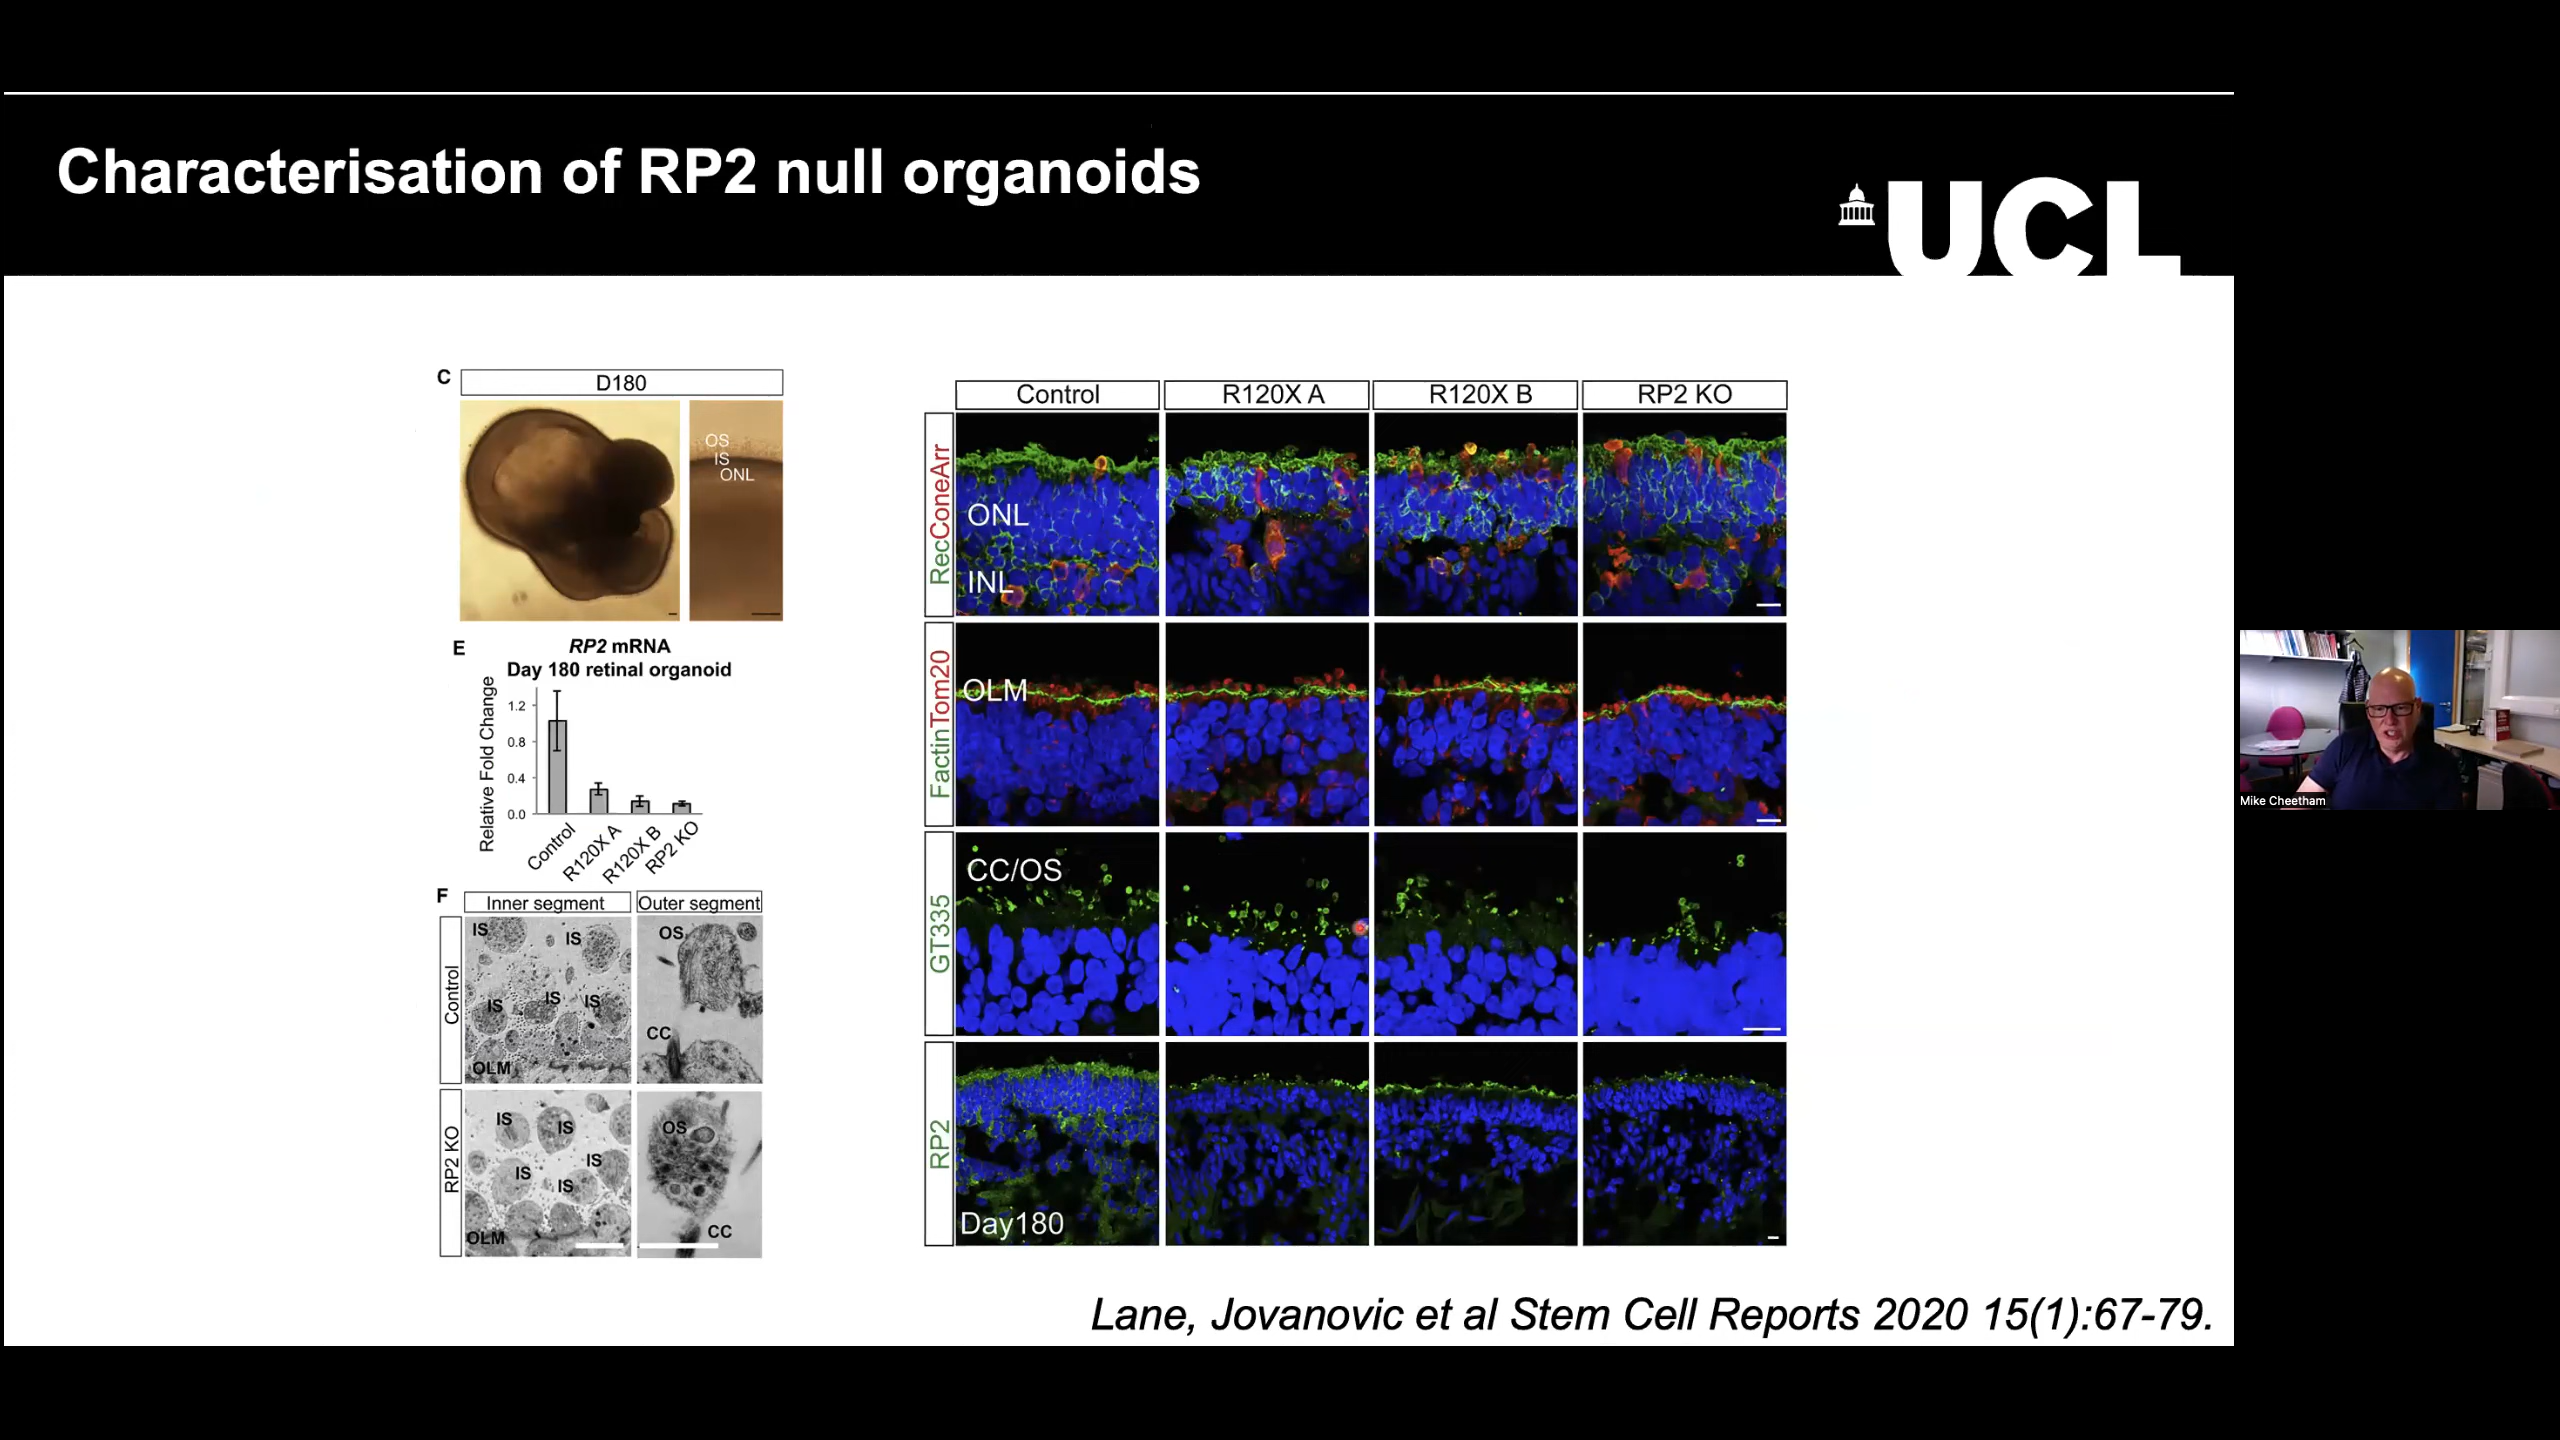 Characterisation of RP2 null organoids
UCL
C
D180
OS
IS
ONL
E
RP2 mRNA
Day 180 retinal organoid
Relative Fold Change
1.2
0.8
0.4
0.0
Control
R120X A
R120X B
RP2 KO
F
Inner segment
Outer segment
Control
IS
IS
IS
IS
IS
OLM
OS
CC
RP2 KO
IS
IS
IS
IS
IS
OLM
OS
CC
Control
R120X A
R120X B
RP2 KO
RecConeArr
ONL
INL
FactinTom20
OLM
GT335
CC/OS
RP2
Day180
Lane, Jovanovic et al Stem Cell Reports 2020 15(1):67-79.
Mike Cheetham